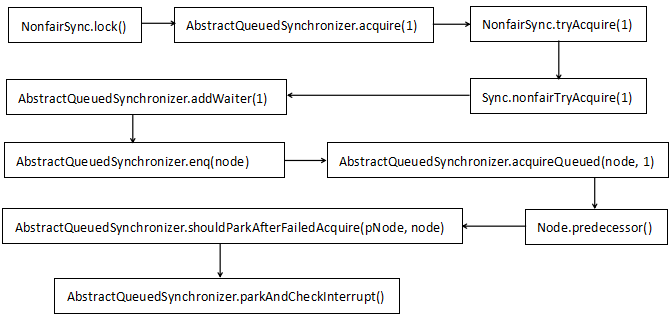 NonfairSync.lock()
AbstractQueuedSynchronizer.acquire(1)
NonfairSync.tryAcquire(1)
Sync.nonfairTryAcquire(1)
AbstractQueuedSynchronizer.addWaiter(1)
AbstractQueuedSynchronizer.enq(node)
AbstractQueuedSynchronizer.acquireQueued(node, 1)
Node.predecessor()
AbstractQueuedSynchronizer.shouldParkAfterFailedAcquire(pNode, node)
AbstractQueuedSynchronizer.parkAndCheckInterrupt()